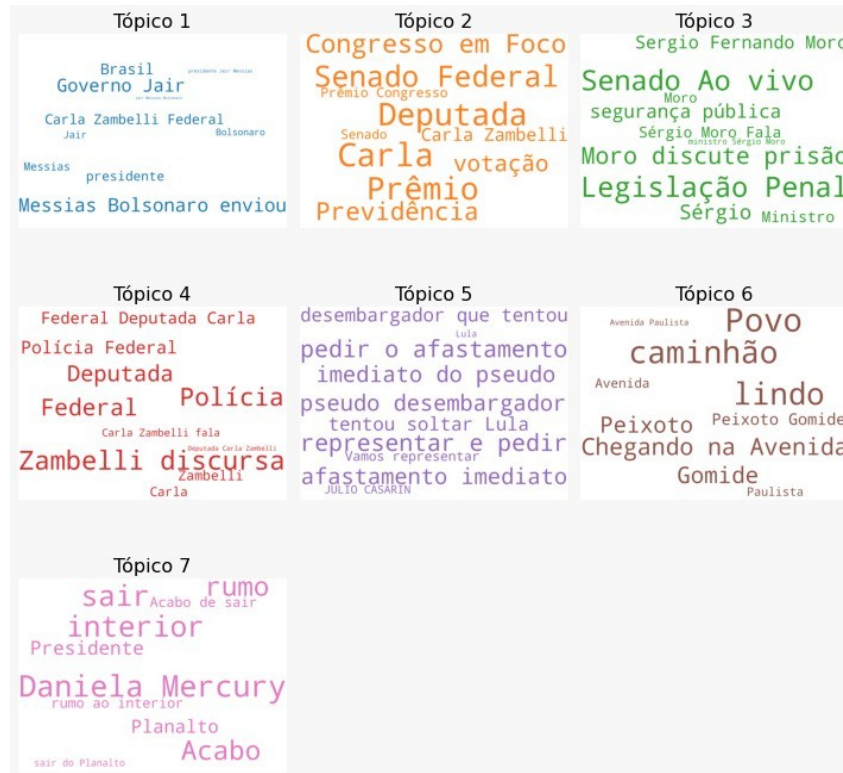 Tópico 1
Brasil
presidente Jair Messias
Governo Jair
Jair Messias Bolsonaro
Carla Zambelli Federal
Jair
Bolsonaro
Messias
presidente
Messias Bolsonaro enviou
Tópico 2
Congresso em Foco
Senado Federal
Prêmio Congresso
Deputada
Senado
Carla Zambelli
Carla
votação
Prêmio
Previdência
Tópico 3
Sergio Fernando Moro
Senado Ao vivo
Moro
segurança pública
Sérgio Moro Fala
ministro Sérgio Moro
Moro discute prisão
Legislação Penal
Sérgio
Ministro
Tópico 4
Federal Deputada Carla
Polícia Federal
Deputada
Federal
Polícia
Carla Zambelli fala
Deputada Carla Zambelli
Zambelli discursa
Zambelli
Carla
Tópico 5
desembargador que tentou
Lula
pedir o afastamento
imediato do pseudo
pseudo desembargador
tentou soltar Lula
representar e pedir
Vamos representar
afastamento imediato
JULIO CASARIN
Tópico 6
Avenida Paulista
Povo
caminhão
Avenida
lindo
Peixoto
Peixoto Gomide
Chegando na Avenida
Gomide
Paulista
Tópico 7
sair
rumo
Acabo de sair
interior
Presidente
Daniela Mercury
rumo ao interior
Planalto
Acabo
sair do Planalto